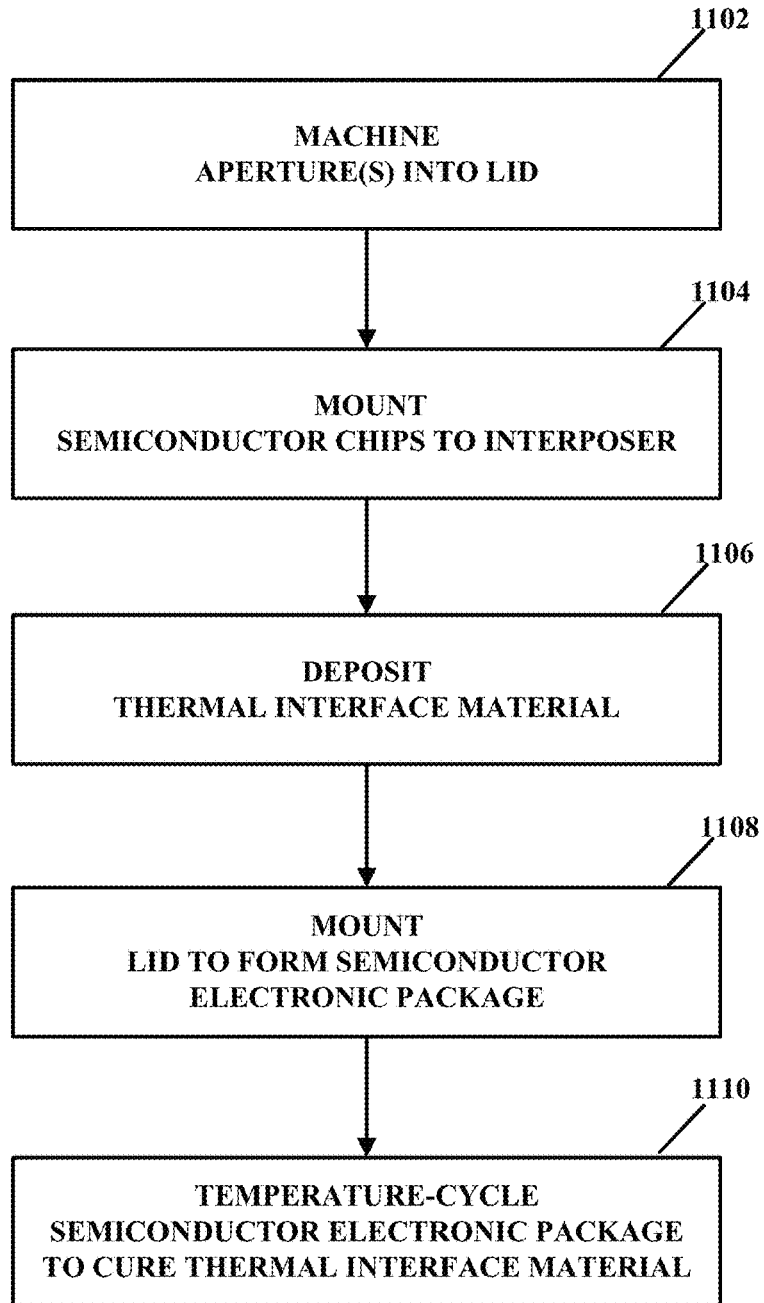 1102
MACHINE
APERTURE(S) INTO LID
1104
MOUNT
SEMICONDUCTOR CHIPS TO INTERPOSER
1106
DEPOSIT
THERMAL INTERFACE MATERIAL
1108
MOUNT
LID TO FORM SEMICONDUCTOR
ELECTRONIC PACKAGE
1110
TEMPERATURE-CYCLE
SEMICONDUCTOR ELECTRONIC PACKAGE
TO CURE THERMAL INTERFACE MATERIAL